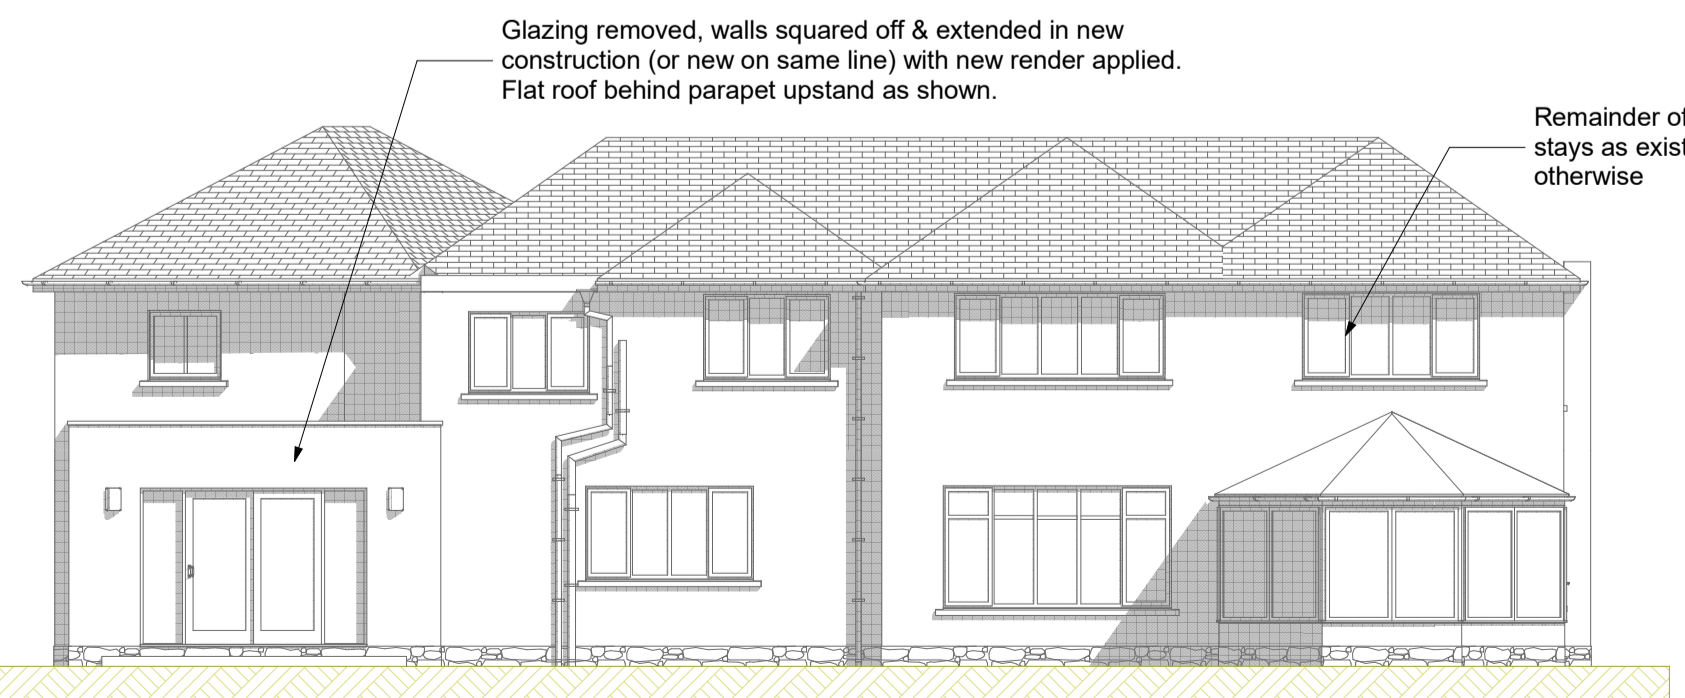 Glazing removed, walls squared off & extended in new
construction (or new on same line) with new render applied.
Flat roof behind parapet upstand as shown.
Remainder of
stays as exist
otherwise